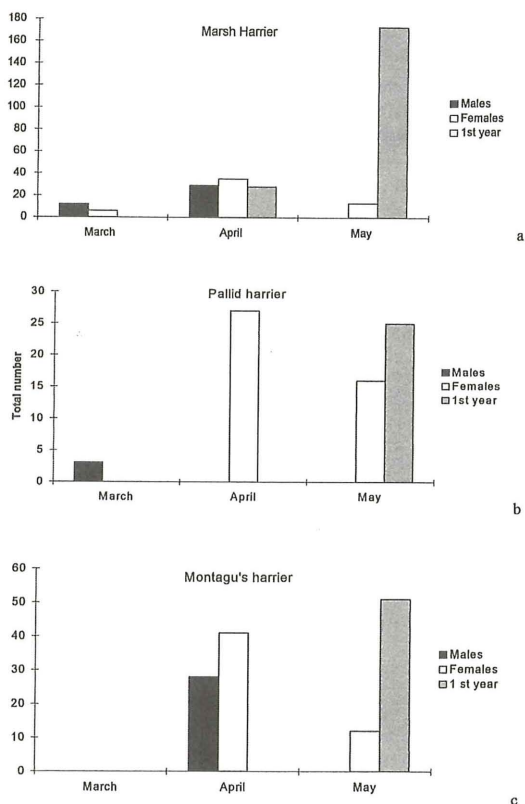 Marsh Harrier
180
160
140
120
100
80
60
40
20
0
March April May
Males
Females
1st year
a
Pallid harrier
30
25
20
15
10
5
0
Total number
March April May
Males
Females
1st year
b
Montagu's harrier
60
50
40
30
20
10
0
March April May
Males
Females
1 st year
c